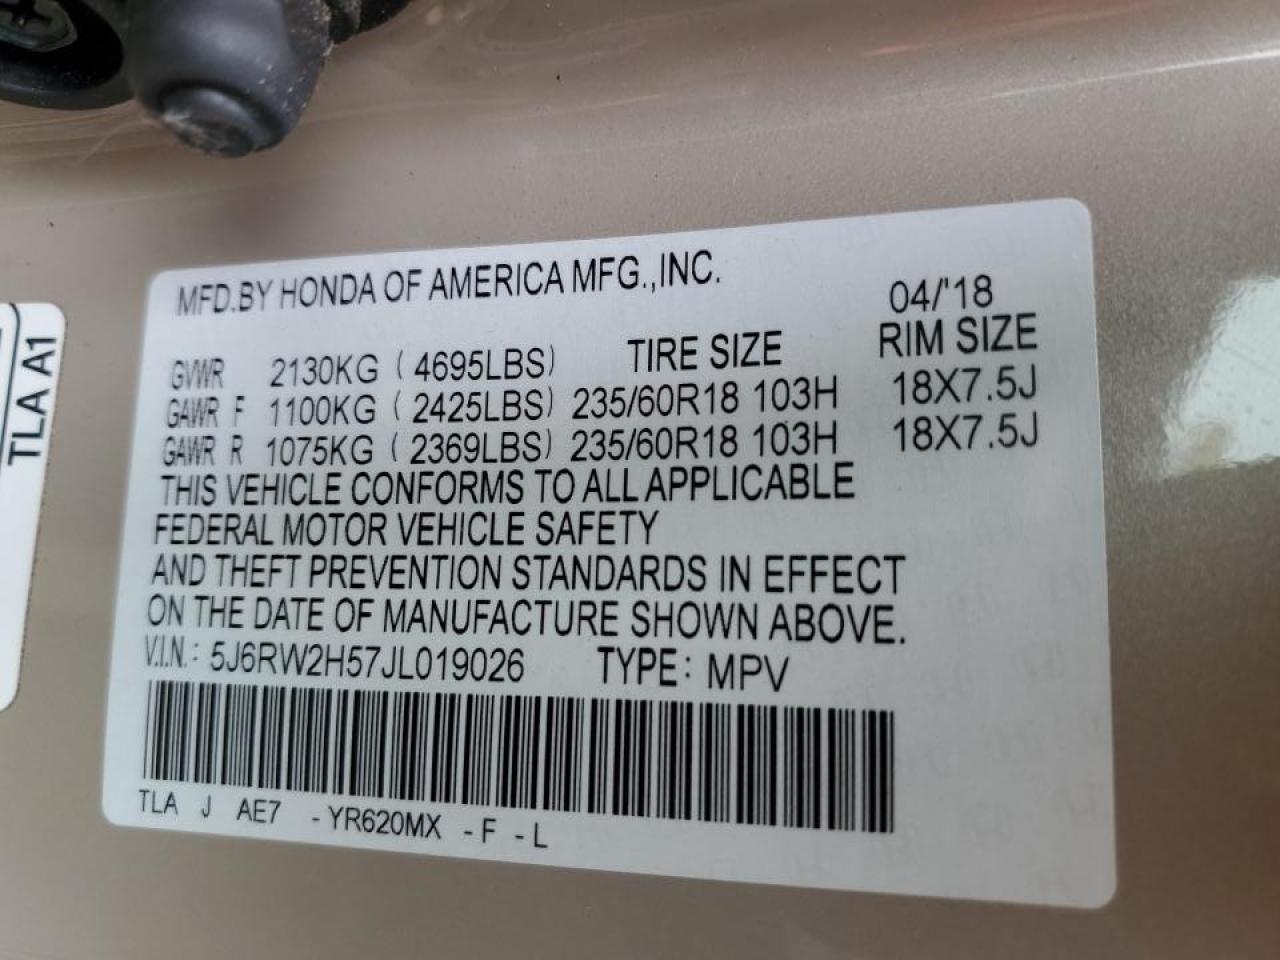 MFD.BY HONDA OF AMERICA MFG.,INC. 04/'18
GVWR 2130KG ( 4695LBS) TIRE SIZE RIM SIZE
GAWR F 1100KG ( 2425LBS) 235/60R18 103H 18X7.5J
GAWR R 1075KG ( 2369LBS) 235/60R18 103H 18X7.5J
THIS VEHICLE CONFORMS TO ALL APPLICABLE
FEDERAL MOTOR VEHICLE SAFETY
AND THEFT PREVENTION STANDARDS IN EFFECT
ON THE DATE OF MANUFACTURE SHOWN ABOVE.
V.I.N.: 5J6RW2H57JL019026 TYPE: MPV
TLA J AE7 -YR620MX -F -L
TLA A1